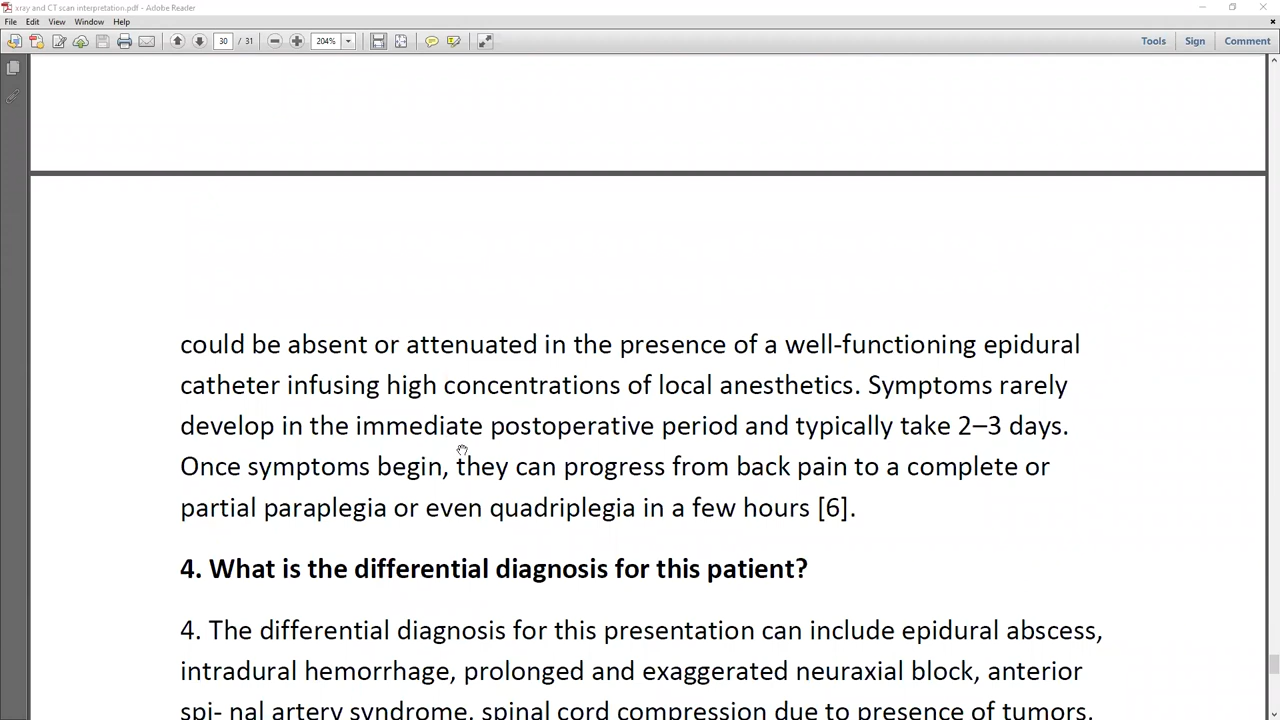 xray and CT scan interpretation.pdf - Adobe Reader
File Edit View Window Help
30 / 31 204% Tools Sign Comment
could be absent or attenuated in the presence of a well-functioning epidural
catheter infusing high concentrations of local anesthetics. Symptoms rarely
develop in the immediate postoperative period and typically take 2–3 days.
Once symptoms begin, they can progress from back pain to a complete or
partial paraplegia or even quadriplegia in a few hours [6].
4. What is the differential diagnosis for this patient?
4. The differential diagnosis for this presentation can include epidural abscess,
intradural hemorrhage, prolonged and exaggerated neuraxial block, anterior
spi- nal artery syndrome, spinal cord compression due to presence of tumors,